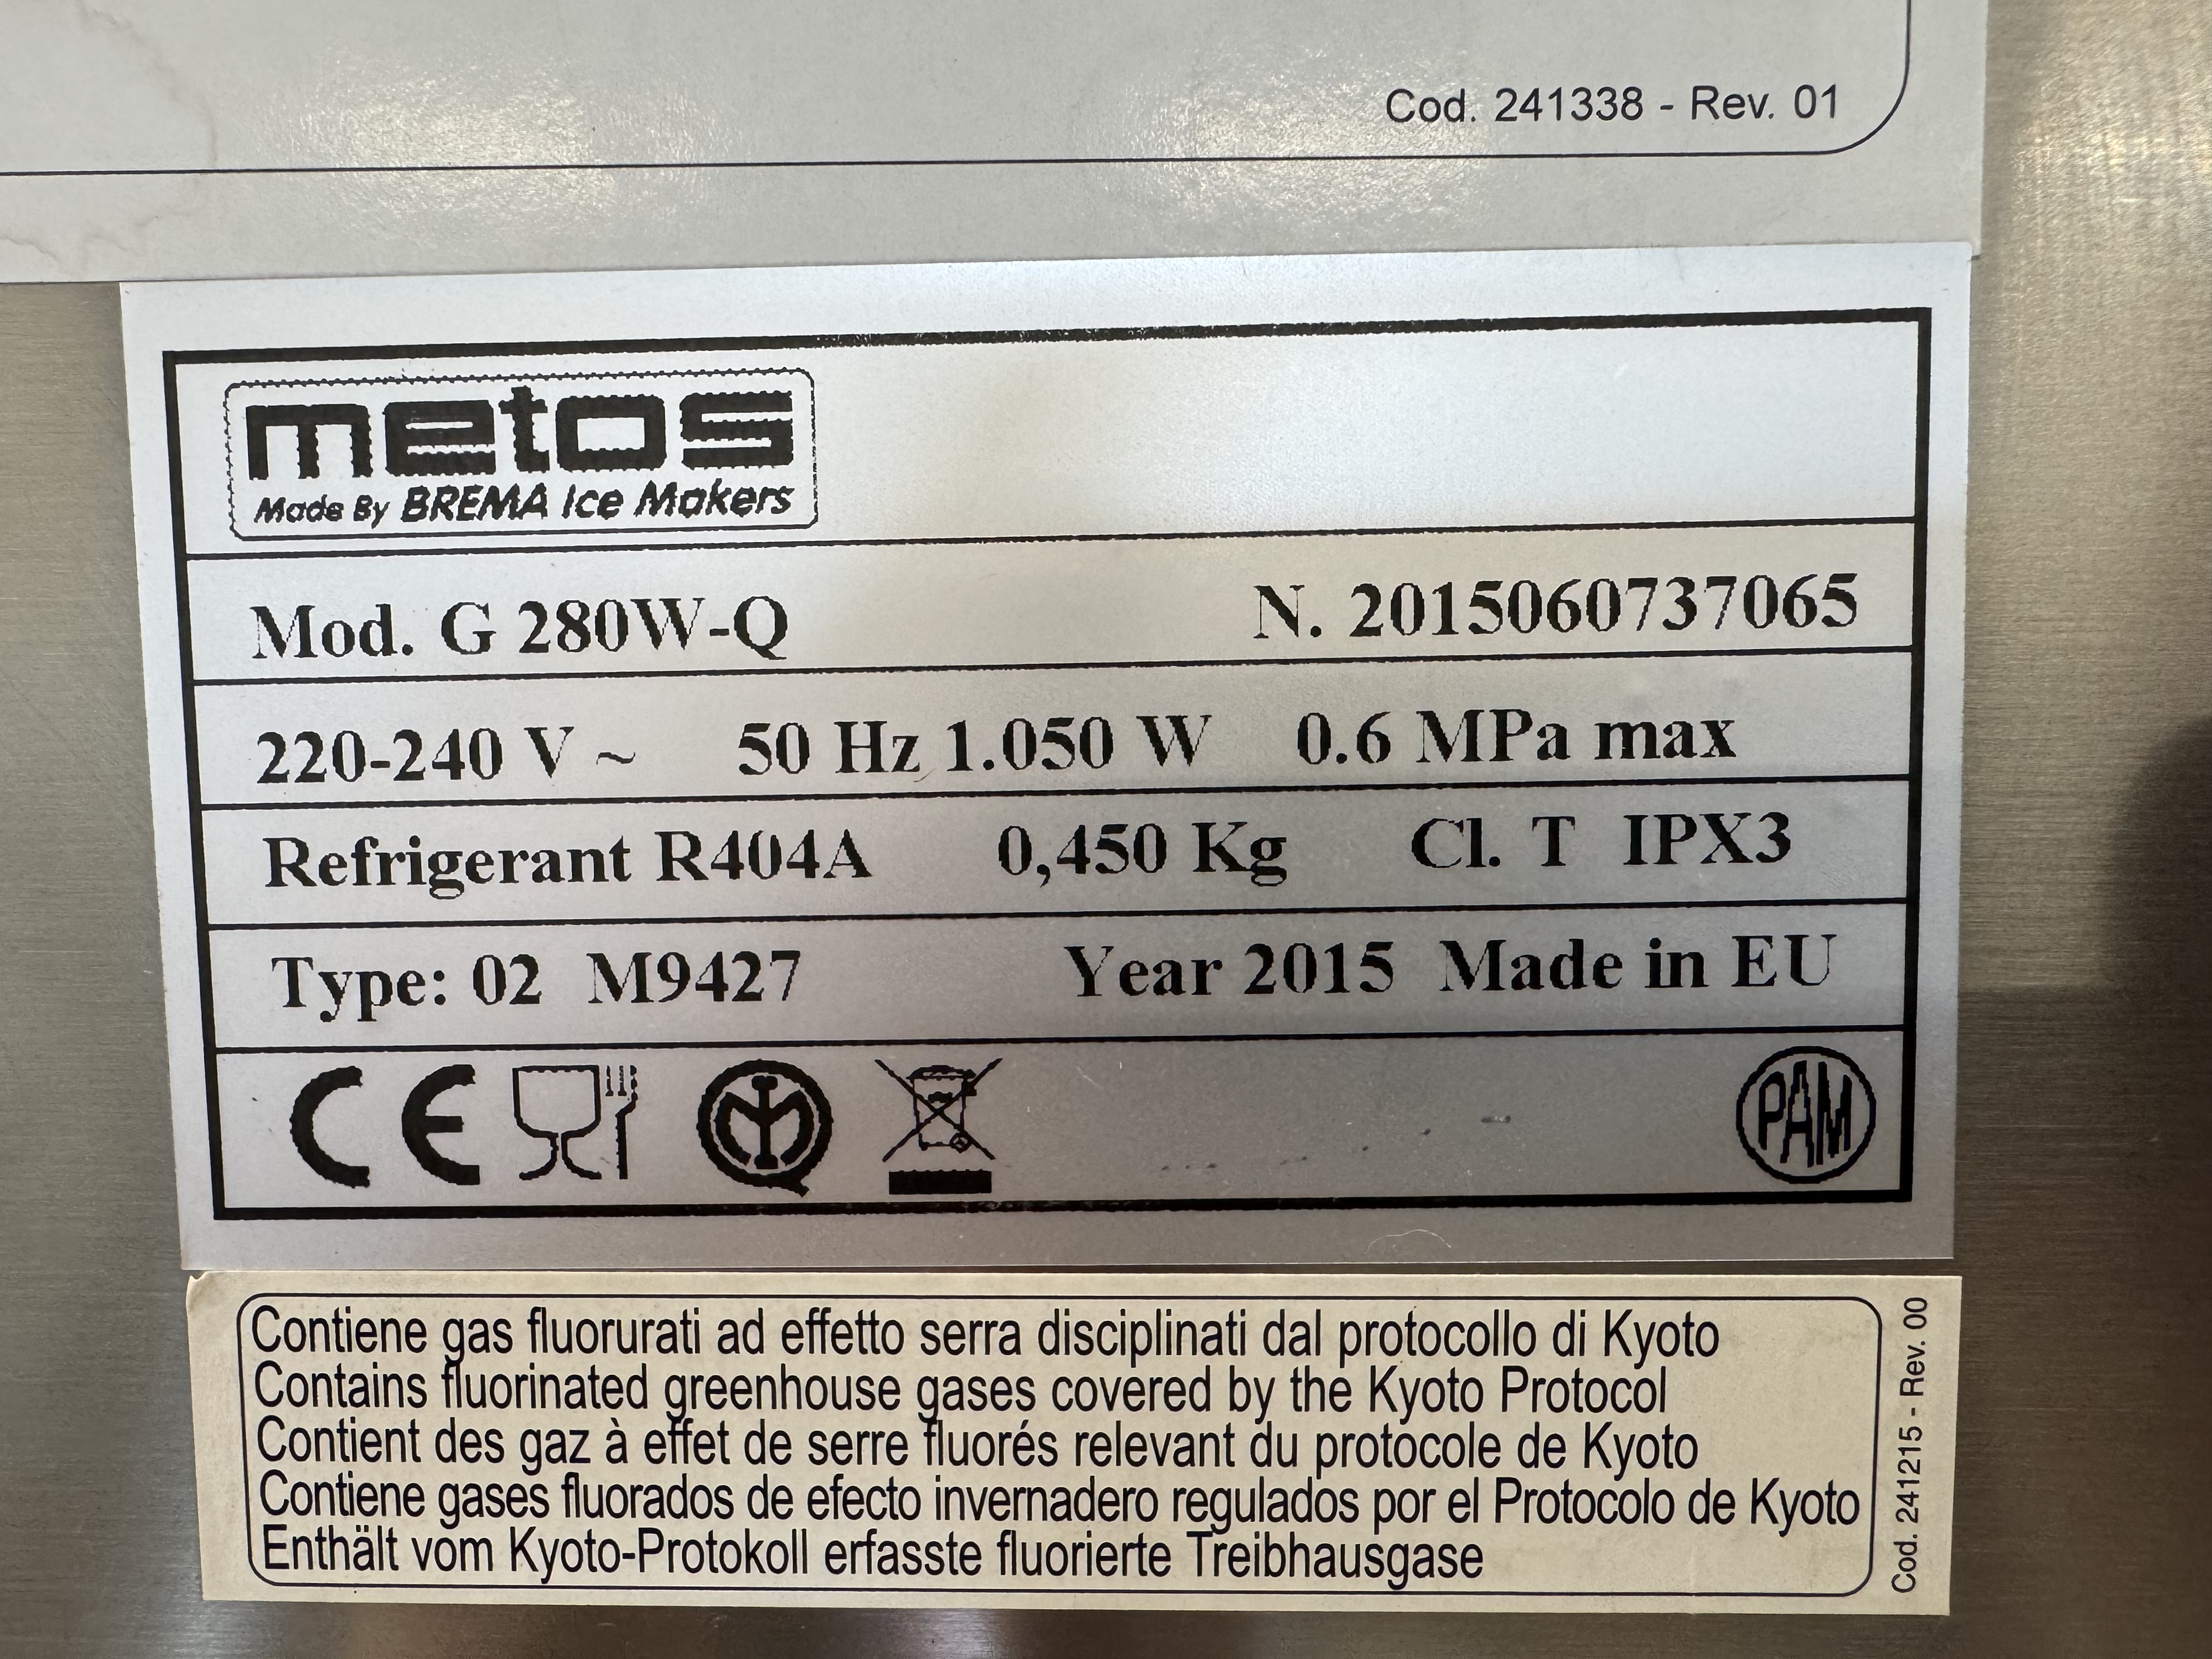 Cod. 241338 - Rev. 01
metos
Made By BREMA Ice Makers
Mod. G 280W-Q N. 2015060737065
220-240 V ~ 50 Hz 1.050 W 0.6 MPa max
Refrigerant R404A 0,450 Kg Cl. T IPX3
Type: 02 M9427 Year 2015 Made in EU
CE PAM
Contiene gas fluorurati ad effetto serra disciplinati dal protocollo di Kyoto
Contains fluorinated greenhouse gases covered by the Kyoto Protocol
Contient des gaz à effet de serre fluorés relevant du protocole de Kyoto
Contiene gases fluorados de efecto invernadero regulados por el Protocolo de Kyoto
Enthält vom Kyoto-Protokoll erfasste fluorierte Treibhausgase
Cod. 241215 - Rev. 00